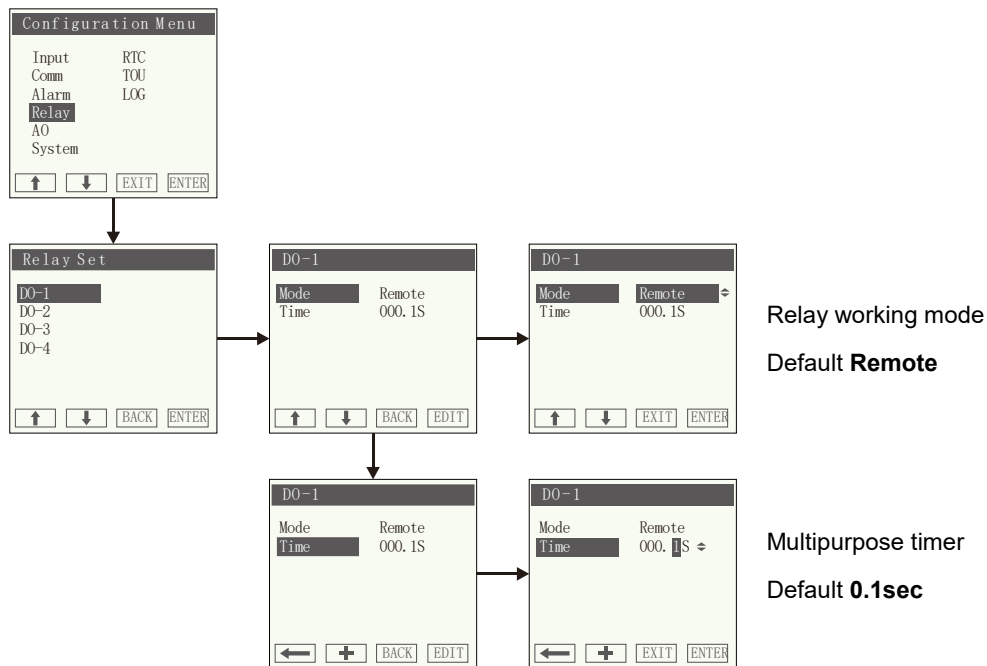 Configuration Menu
Input RTC
Comm TOU
Alarm LOG
Relay
AO
System
EXIT ENTER
Relay Set
DO-1
DO-2
DO-3
DO-4
BACK ENTER
DO-1
Mode Remote
Time 000.1S
BACK EDIT
DO-1
Mode Remote
Time 000.1S
EXIT ENTER
Relay working mode
Default Remote
DO-1
Mode Remote
Time 000.1S
BACK EDIT
DO-1
Mode Remote
Time 000.1S
EXIT ENTER
Multipurpose timer
Default 0.1sec